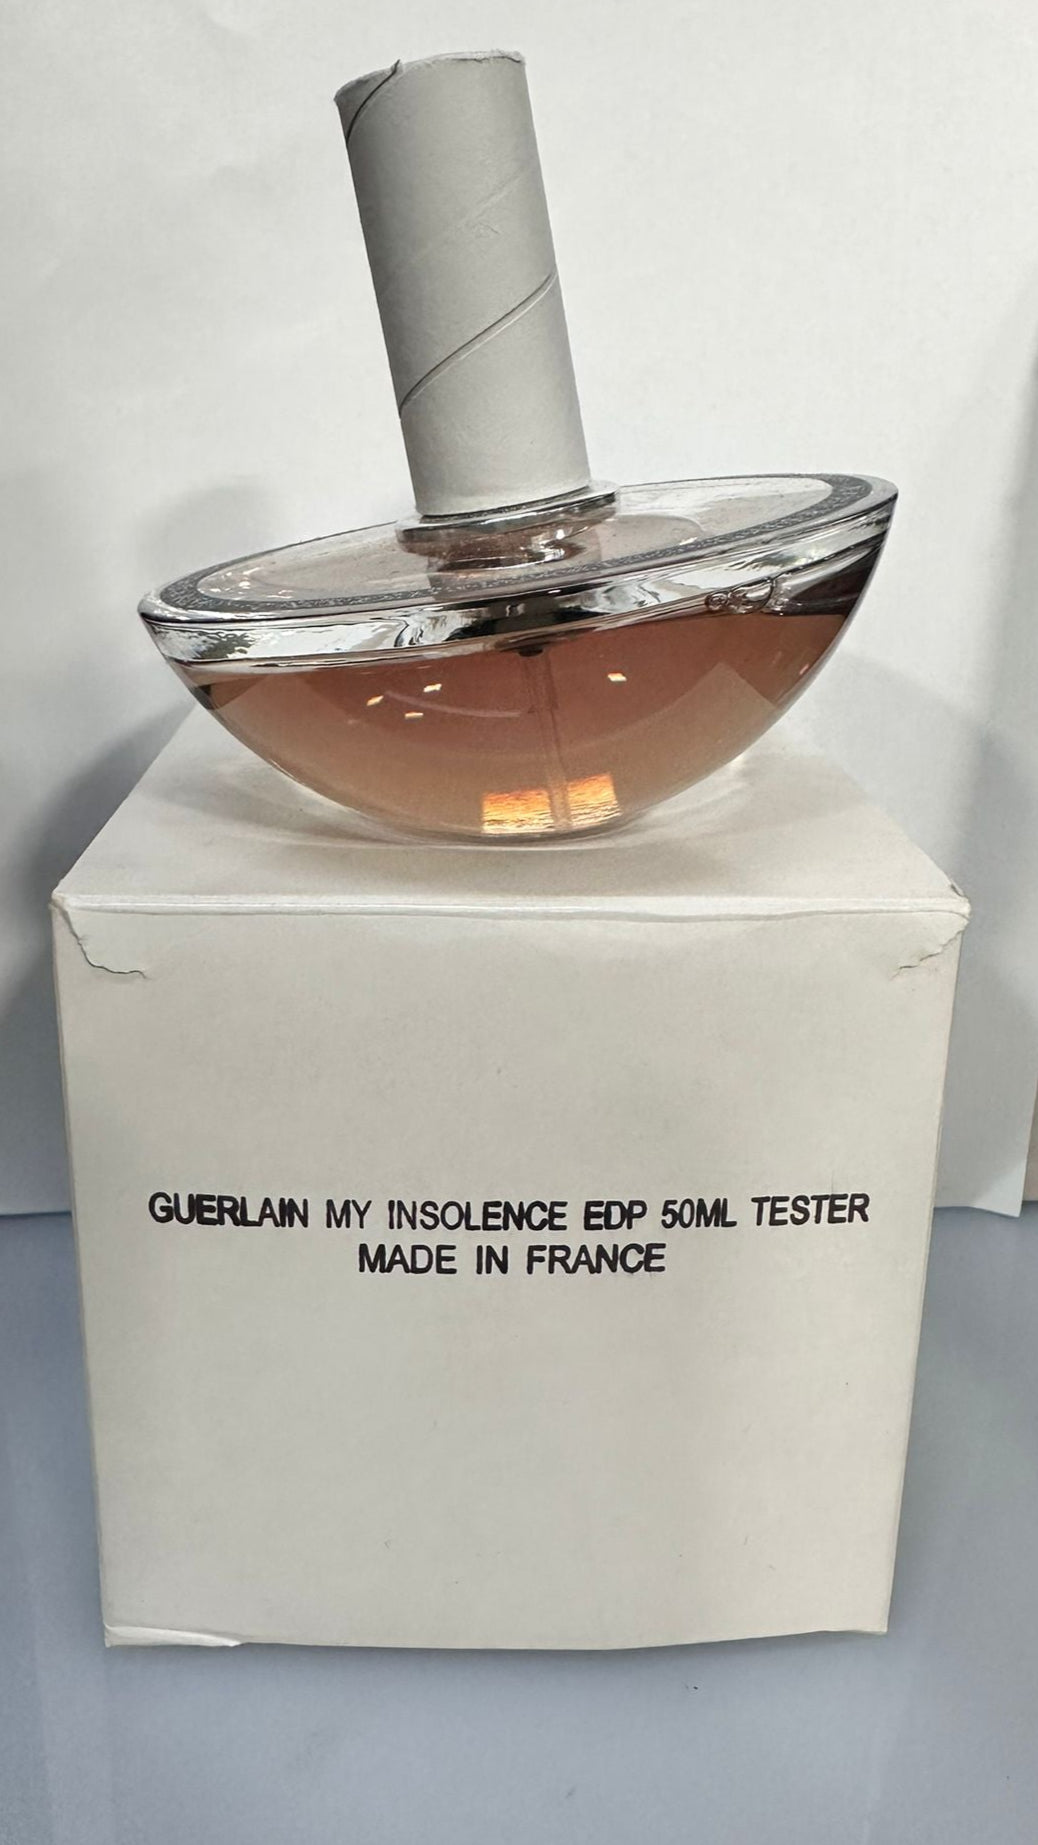 GUERLAIN MY INSOLENCE EDP 50ML TESTER
MADE IN FRANCE